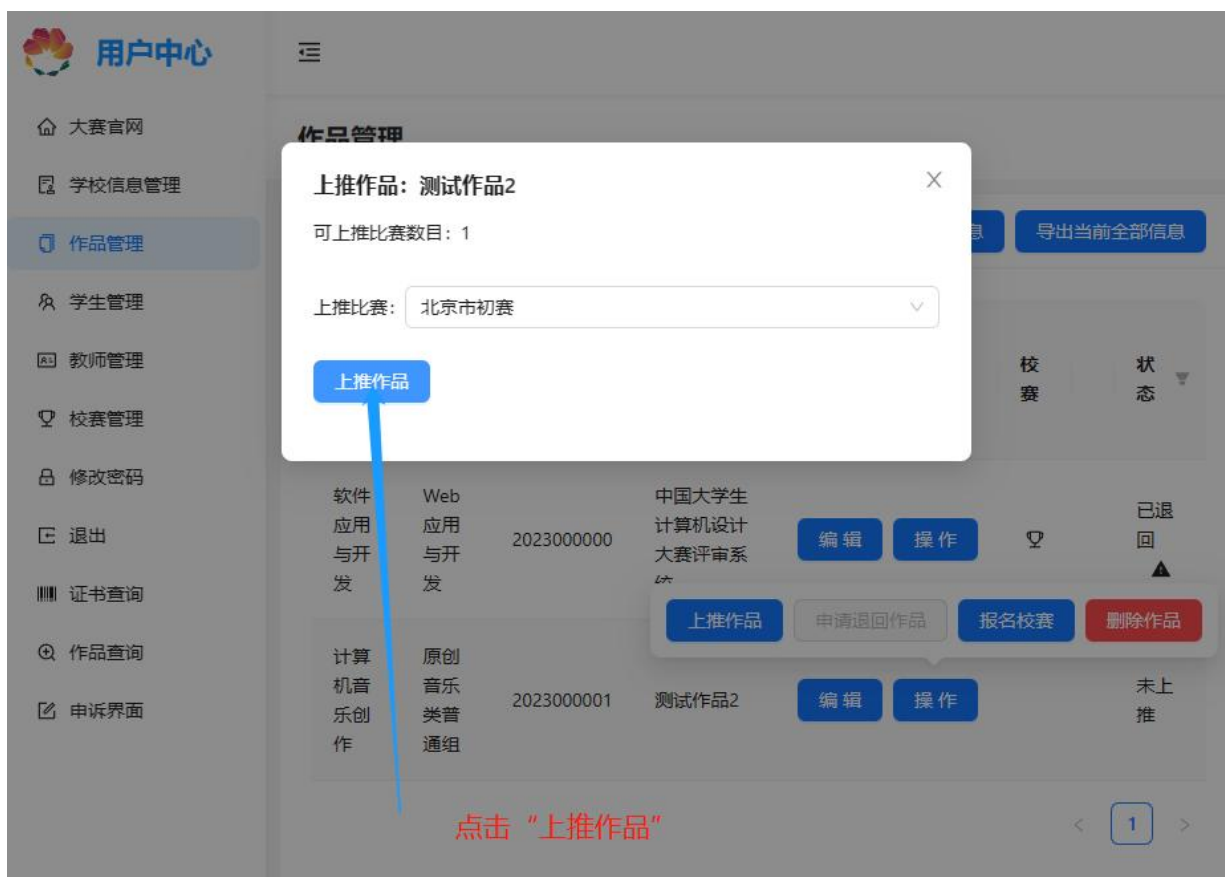 用户中心
大赛官网
学校信息管理
作品管理
学生管理
教师管理
校赛管理
修改密码
退出
证书查询
作品查询
申诉界面
作品管理
上推作品：测试作品2
可上推比赛数目：1
上推比赛：
北京市初赛
上推作品
息
导出当前全部信息
校
赛
状
态
软件
应用
与开
发
Web
应用
与开
发
2023000000
中国大学生
计算机设计
大赛评审系
统
编辑
操作
已退
回
上推作品
申请退回作品
报名校赛
删除作品
计算
机音
乐创
作
原创
音乐
类普
通组
2023000001
测试作品2
编辑
操作
未上
推
点击“上推作品”
1